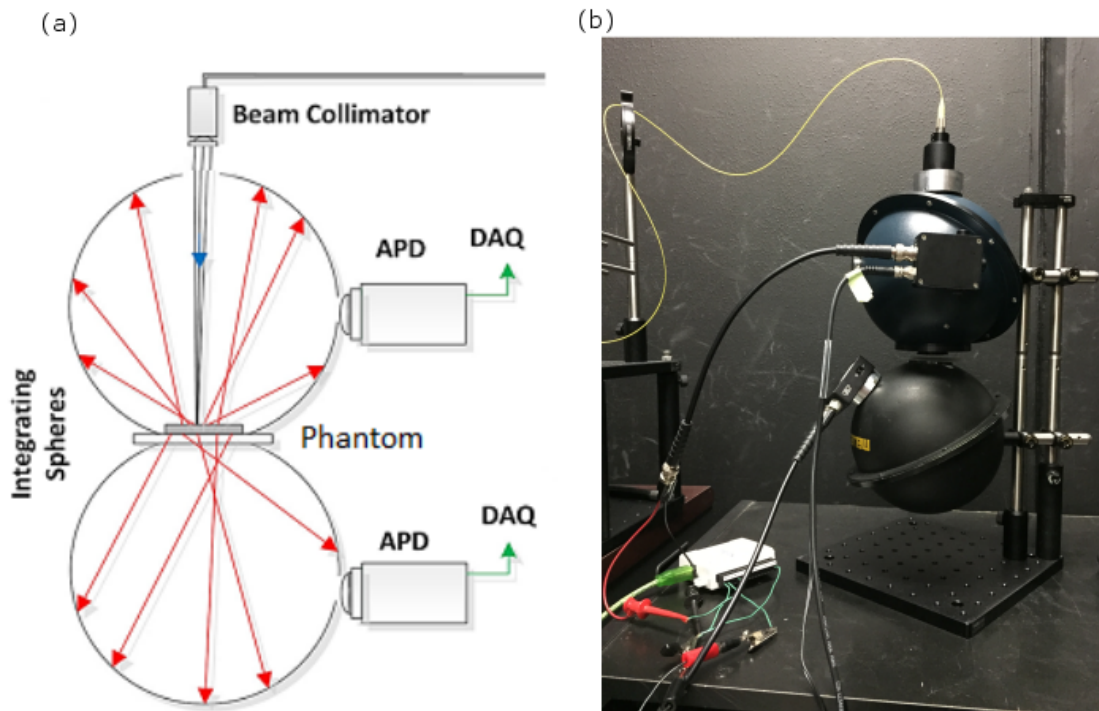 (a)
(b)
Beam Collimator
APD
DAQ
Integrating
Spheres
Phantom
APD
DAQ